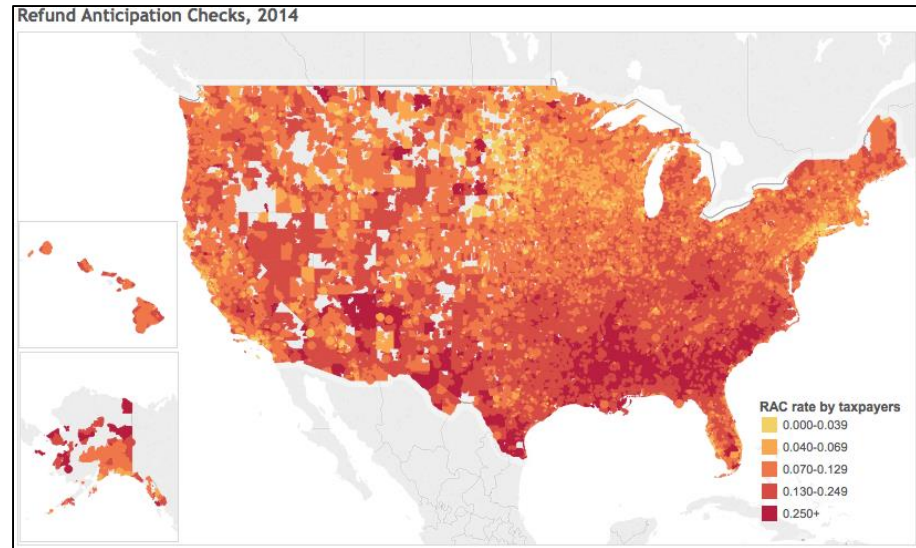 Refund Anticipation Checks, 2014
RAC rate by taxpayers
0.000-0.039
0.040-0.069
0.070-0.129
0.130-0.249
0.250+